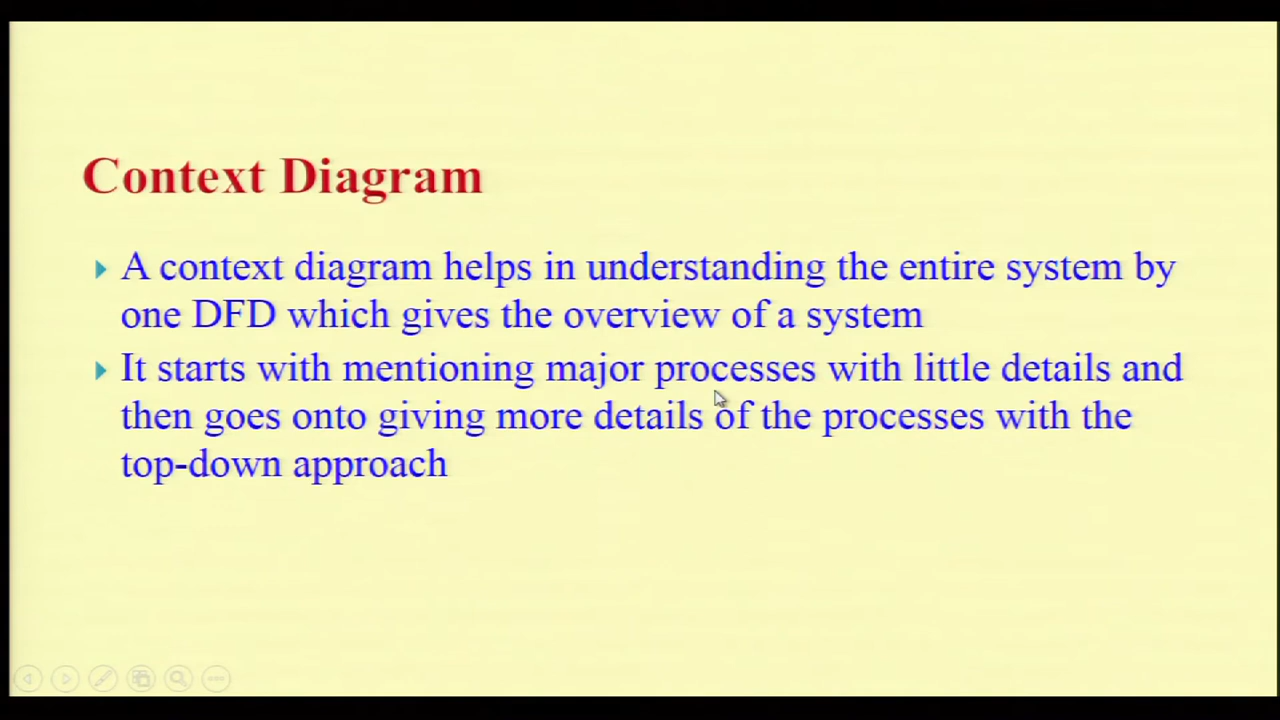 Context Diagram
A context diagram helps in understanding the entire system by
one DFD which gives the overview of a system
It starts with mentioning major processes with little details and
then goes onto giving more details of the processes with the
top-down approach